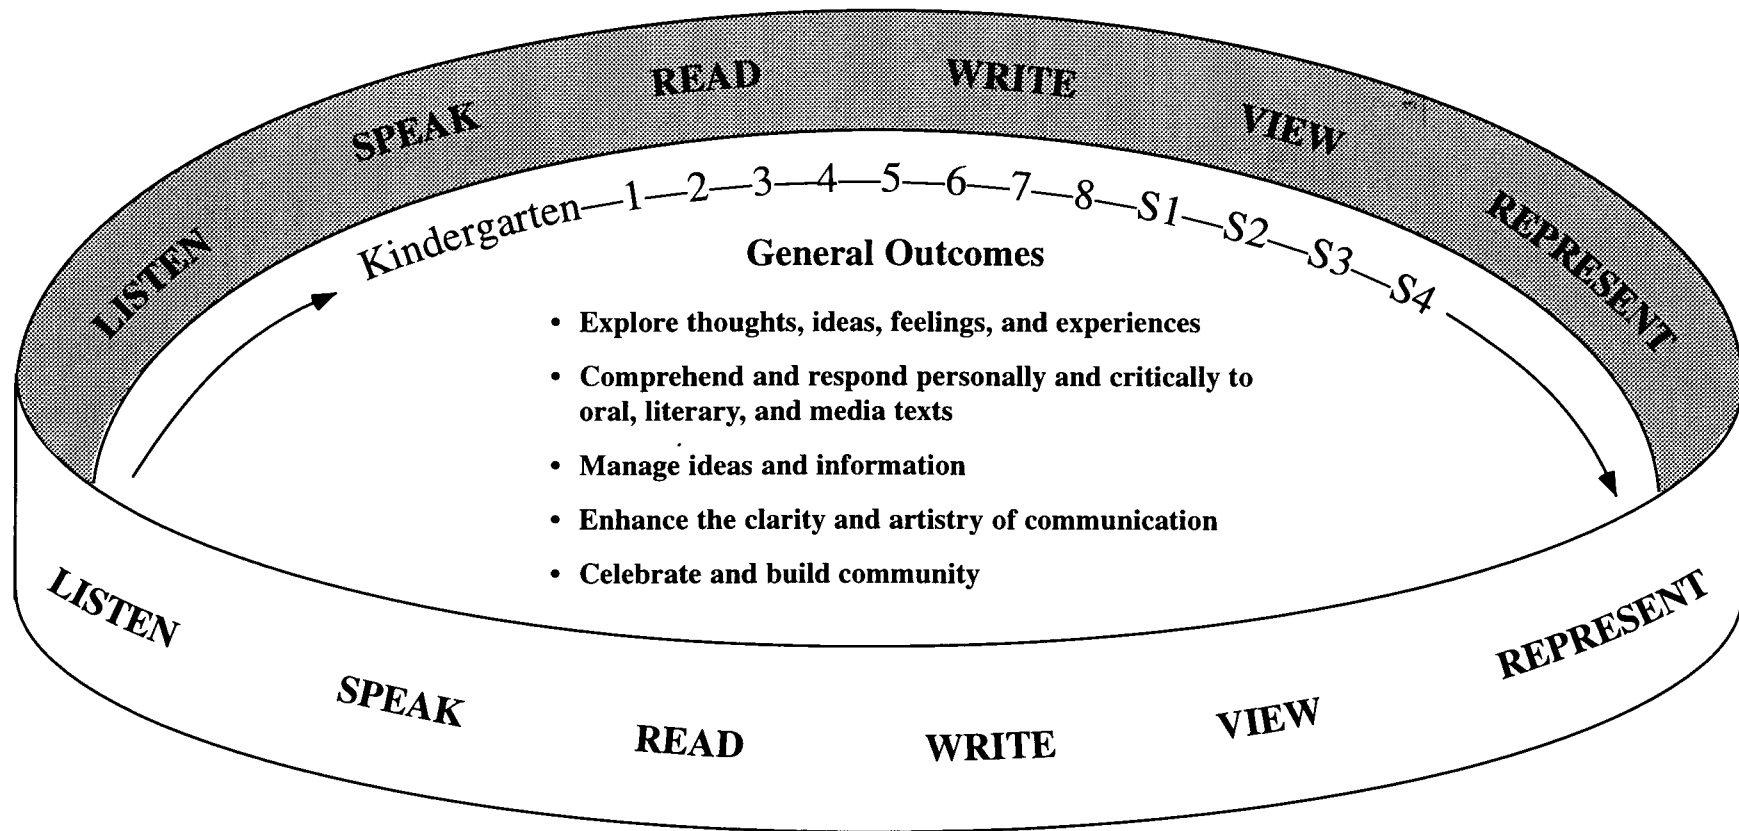 LISTEN SPEAK READ WRITE VIEW REPRESENT
Kindergarten—1—2—3—4—5—6—7—8—S1—S2—S3—S4
General Outcomes
• Explore thoughts, ideas, feelings, and experiences
• Comprehend and respond personally and critically to
oral, literary, and media texts
• Manage ideas and information
• Enhance the clarity and artistry of communication
• Celebrate and build community
LISTEN SPEAK READ WRITE VIEW REPRESENT